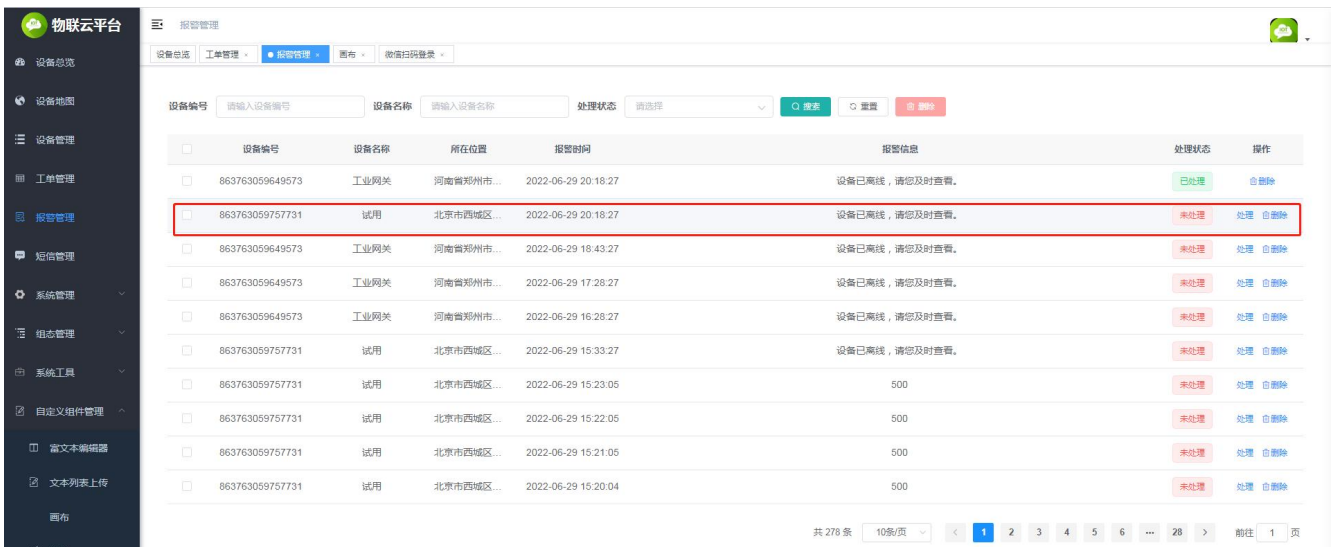 物联云平台
报警管理
设备总览 工单管理 × 报警管理 × 画布 × 微信扫码登录 ×
设备总览
设备地图
设备管理
工单管理
报警管理
短信管理
系统管理
组态管理
系统工具
自定义组件管理
富文本编辑器
文本列表上传
画布
设备编号 请输入设备编号 设备名称 请输入设备名称 处理状态 请选择 搜索 重置 删除
设备编号 设备名称 所在位置 报警时间 报警信息 处理状态 操作
863763059649573 工业网关 河南省郑州市... 2022-06-29 20:18:27 设备已离线，请您及时查看。 已处理 删除
863763059757731 试用 北京市西城区... 2022-06-29 20:18:27 设备已离线，请您及时查看。 未处理 处理 删除
863763059649573 工业网关 河南省郑州市... 2022-06-29 18:43:27 设备已离线，请您及时查看。 未处理 处理 删除
863763059649573 工业网关 河南省郑州市... 2022-06-29 17:28:27 设备已离线，请您及时查看。 未处理 处理 删除
863763059649573 工业网关 河南省郑州市... 2022-06-29 16:28:27 设备已离线，请您及时查看。 未处理 处理 删除
863763059757731 试用 北京市西城区... 2022-06-29 15:33:27 设备已离线，请您及时查看。 未处理 处理 删除
863763059757731 试用 北京市西城区... 2022-06-29 15:23:05 500 未处理 处理 删除
863763059757731 试用 北京市西城区... 2022-06-29 15:22:05 500 未处理 处理 删除
863763059757731 试用 北京市西城区... 2022-06-29 15:21:05 500 未处理 处理 删除
863763059757731 试用 北京市西城区... 2022-06-29 15:20:04 500 未处理 处理 删除
共 278 条 10条/页 < 1 2 3 4 5 6 ··· 28 > 前往 1 页